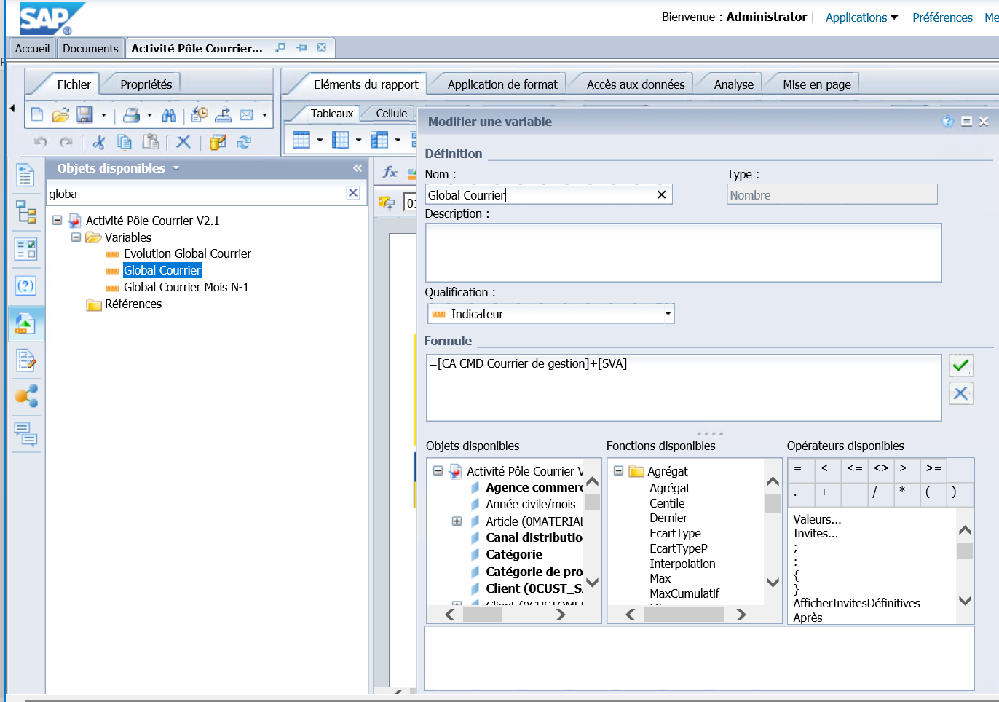 SAP
Bienvenue : Administrator
Applications
Préférences
Me
Accueil
Documents
Activité Pôle Courrier...
Fichier
Propriétés
Eléments du rapport
Application de format
Accès aux données
Analyse
Mise en page
Tableaux
Cellule
Modifier une variable
Objets disponibles
globa
Activité Pôle Courrier V2.1
Variables
Evolution Global Courrier
Global Courrier
Global Courrier Mois N-1
Références
Définition
Nom :
Type :
Global Courrier
Nombre
Description :
Qualification :
Indicateur
Formule
=[CA CMD Courrier de gestion]+[SVA]
Objets disponibles
Activité Pôle Courrier V
Agence commerc
Année civile/mois
Article (0MATERIAL
Canal distributio
Catégorie
Catégorie de pro
Client (0CUST_SA
Client (0CUSTOMER
Fonctions disponibles
Agrégat
Agrégat
Centile
Dernier
EcartType
EcartTypeP
Interpolation
Max
MaxCumulatif
Opérateurs disponibles
= < <= <> > >=
. + - / * ( )
Valeurs...
Invites...
;
:
{
}
AfficherInvitesDéfinitives
Après